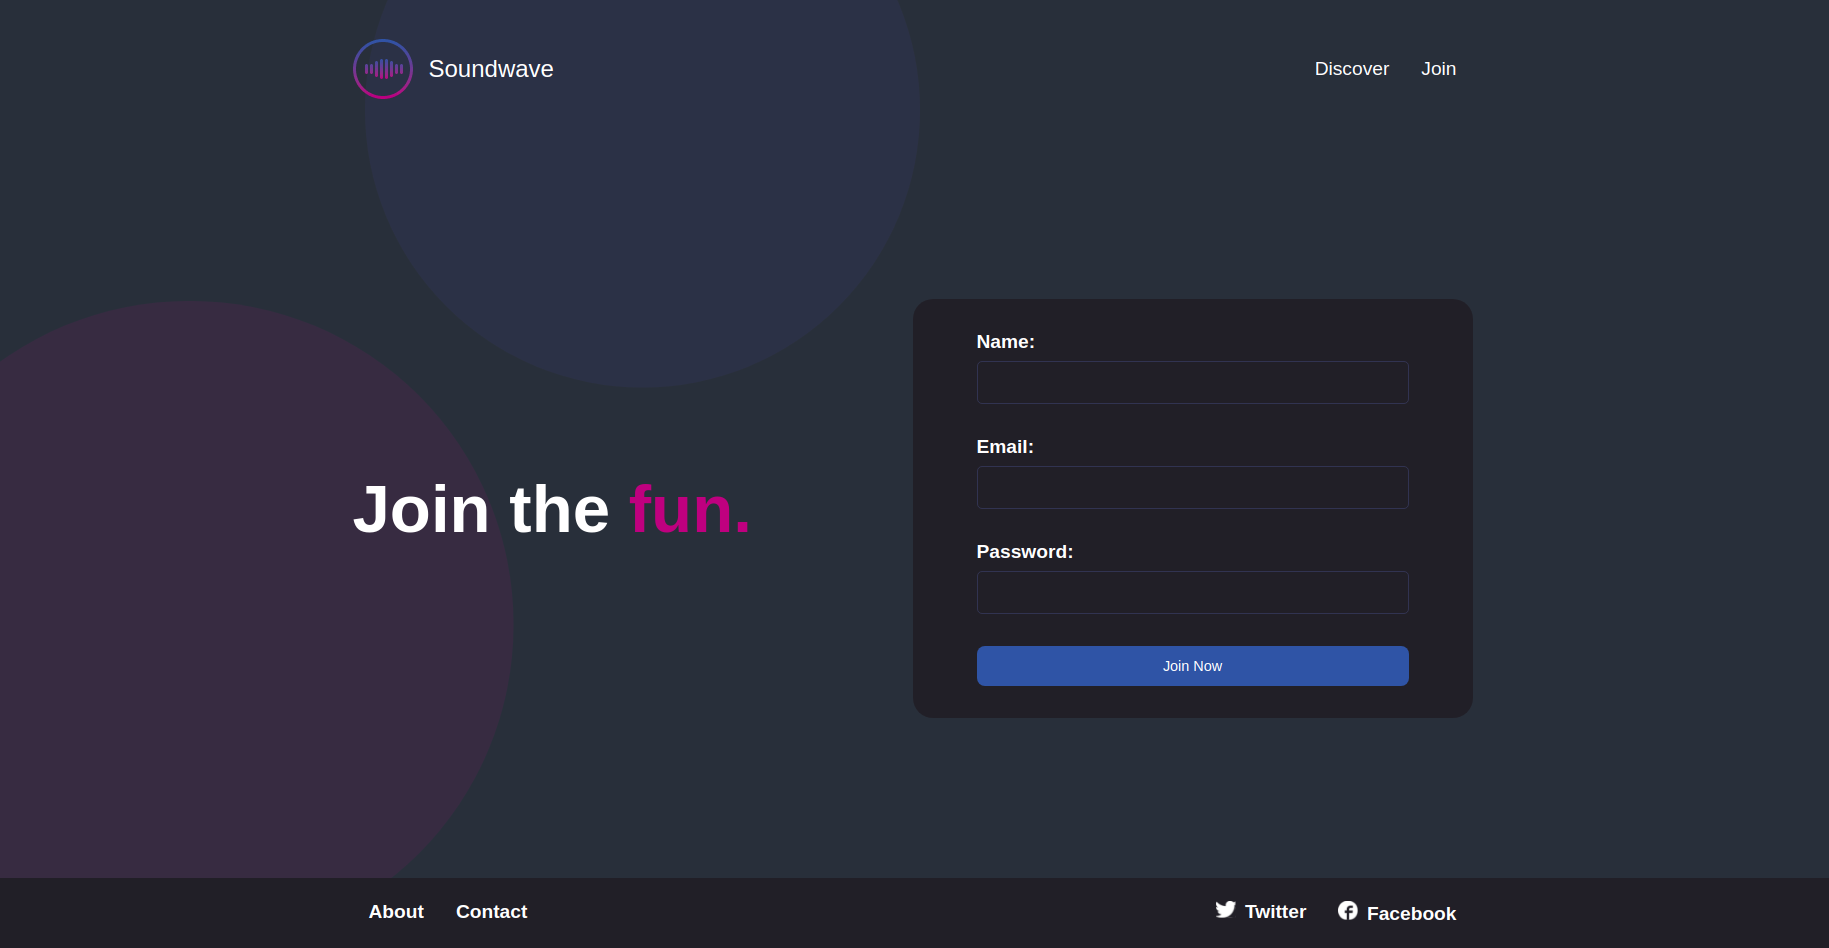 Soundwave
Discover Join
Name:
Email:
Join the fun.
Password:
Join Now
About Contact
Twitter Facebook